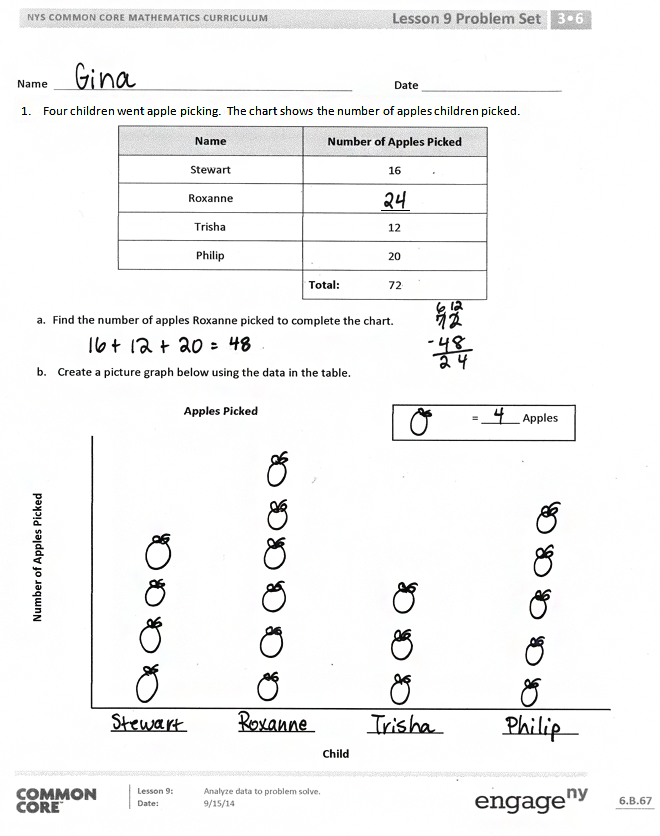 NYS COMMON CORE MATHEMATICS CURRICULUM Lesson 9 Problem Set 3•6
Name Gina Date
1. Four children went apple picking. The chart shows the number of apples children picked.
Name Number of Apples Picked
Stewart 16
Roxanne 24
Trisha 12
Philip 20
Total: 72
a. Find the number of apples Roxanne picked to complete the chart.
16 + 12 + 20 = 48
6 12
72
- 48
24
b. Create a picture graph below using the data in the table.
Apples Picked
= 4 Apples
Number of Apples Picked
Stewart Roxanne Trisha Philip
Child
COMMON CORE™
Lesson 9: Analyze data to problem solve.
Date: 9/15/14
engage ny
6.B.67